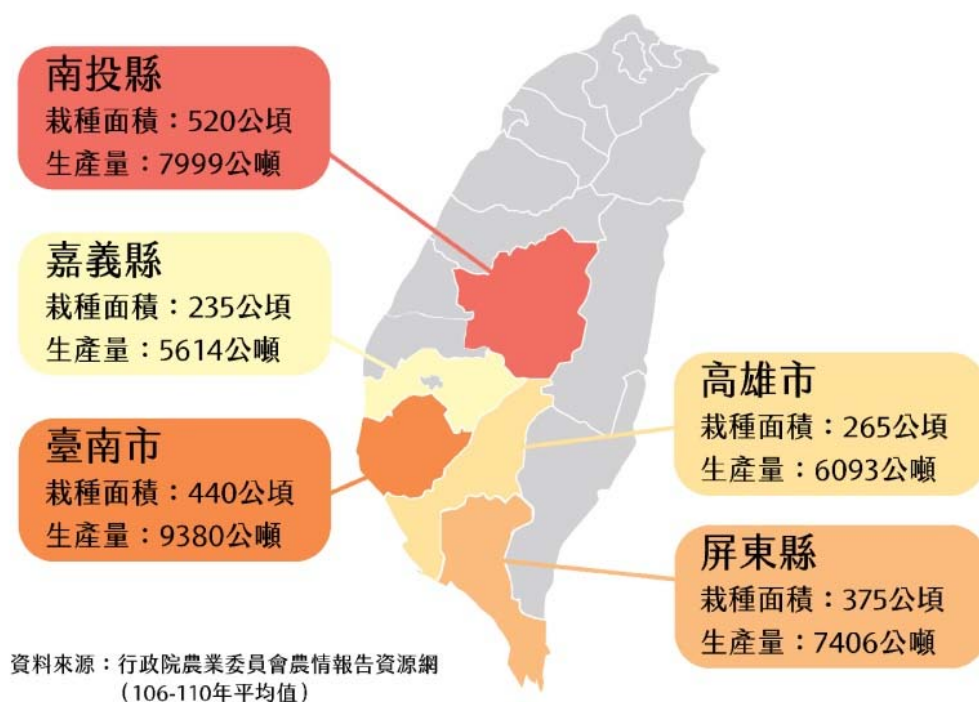 南投縣
栽種面積：520公頃
生產量：7999公噸
嘉義縣
栽種面積：235公頃
生產量：5614公噸
臺南市
栽種面積：440公頃
生產量：9380公噸
高雄市
栽種面積：265公頃
生產量：6093公噸
屏東縣
栽種面積：375公頃
生產量：7406公噸
資料來源：行政院農業委員會農情報告資源網
（106-110年平均值）